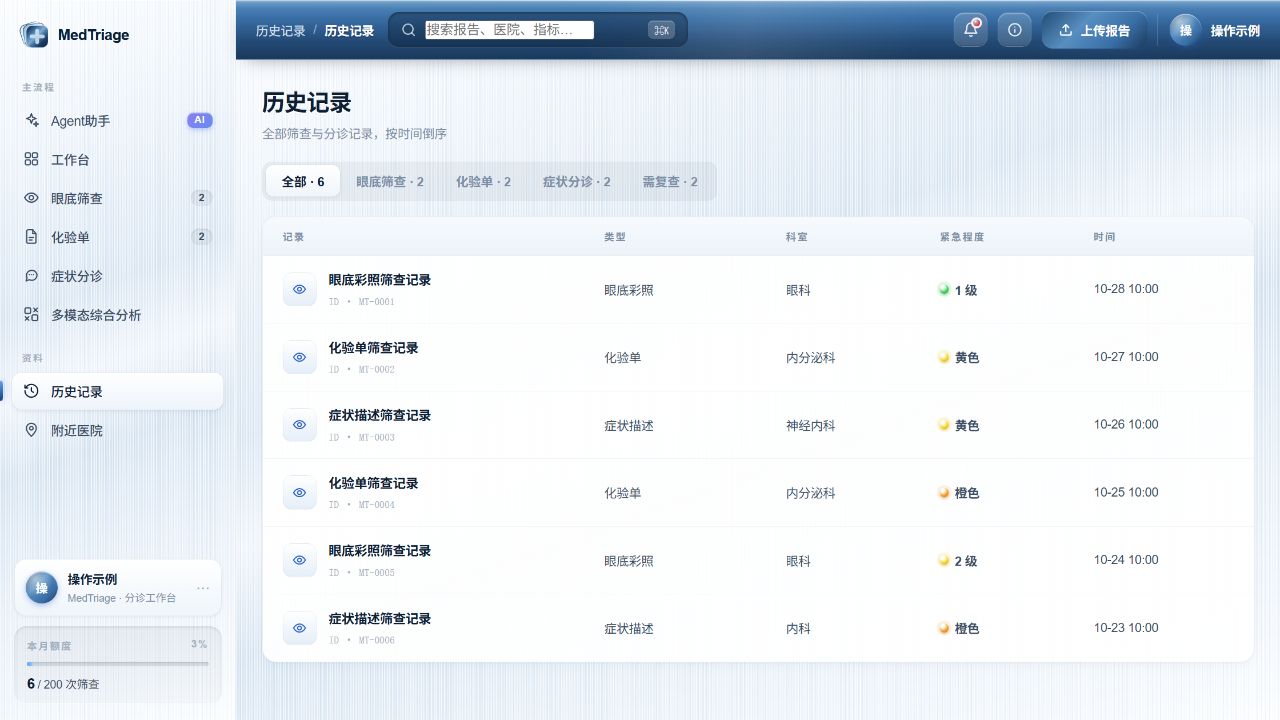 MedTriage
主流程
Agent助手 AI
工作台
眼底筛查 2
化验单 2
症状分诊
多模态综合分析
资料
历史记录
附近医院
操 操作示例
MedTriage · 分诊工作台 ...
本月额度 3%
6 / 200 次筛查
历史记录 / 历史记录 搜索报告、医院、指标... ⌘K 上传报告 操 操作示例
历史记录
全部筛查与分诊记录，按时间倒序
全部 · 6 眼底筛查 · 2 化验单 · 2 症状分诊 · 2 需复查 · 2
记录 类型 科室 紧急程度 时间
眼底彩照筛查记录
ID • MT-0001 眼底彩照 眼科 1 级 10-28 10:00
化验单筛查记录
ID • MT-0002 化验单 内分泌科 黄色 10-27 10:00
症状描述筛查记录
ID • MT-0003 症状描述 神经内科 黄色 10-26 10:00
化验单筛查记录
ID • MT-0004 化验单 内分泌科 橙色 10-25 10:00
眼底彩照筛查记录
ID • MT-0005 眼底彩照 眼科 2 级 10-24 10:00
症状描述筛查记录
ID • MT-0006 症状描述 内科 橙色 10-23 10:00